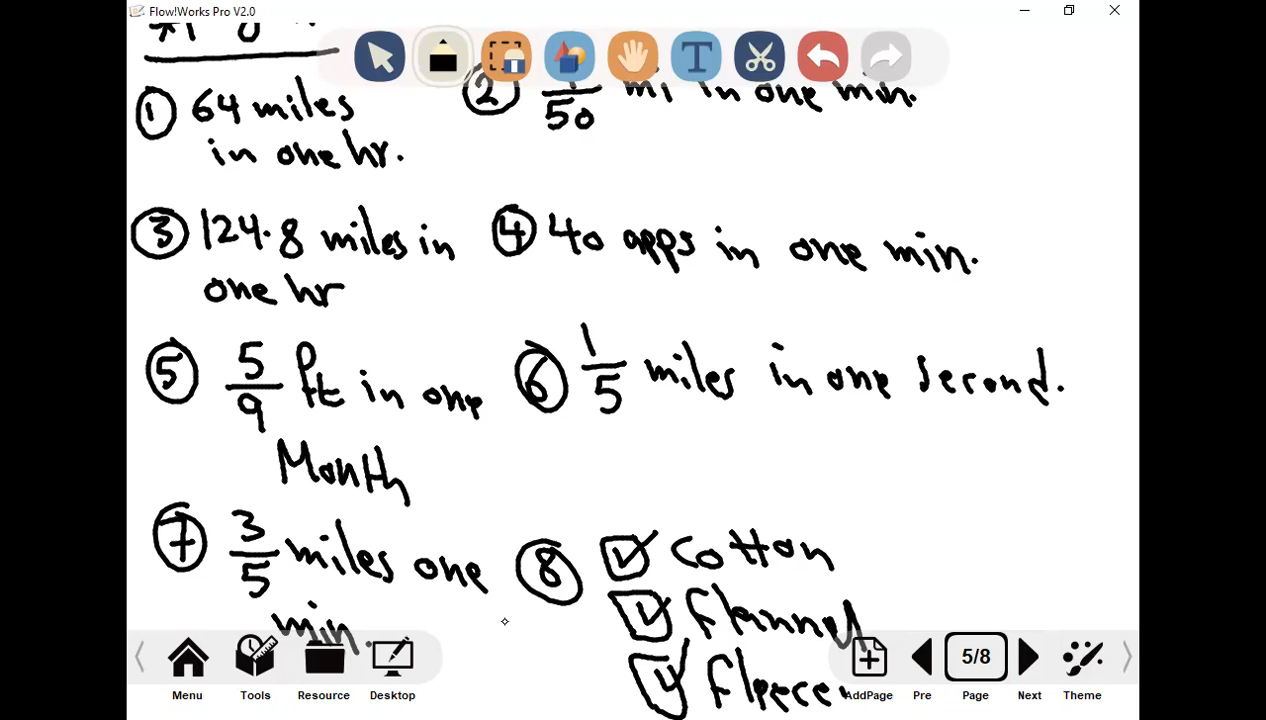 Flow!Works Pro V2.0
① 64 miles
in one hr.
② 1/50 mi in one min.
③ 124.8 miles in
one hr
④ 40 apps in one min.
⑤ 5/9 ft in one
Month
⑥ 1/5 miles in one second.
⑦ 3/5 miles one
min.
⑧ ☑ Cotton
☑ Flannel
☑ Fleece
T
5/8
Menu Tools Resource Desktop AddPage Pre Page Next Theme